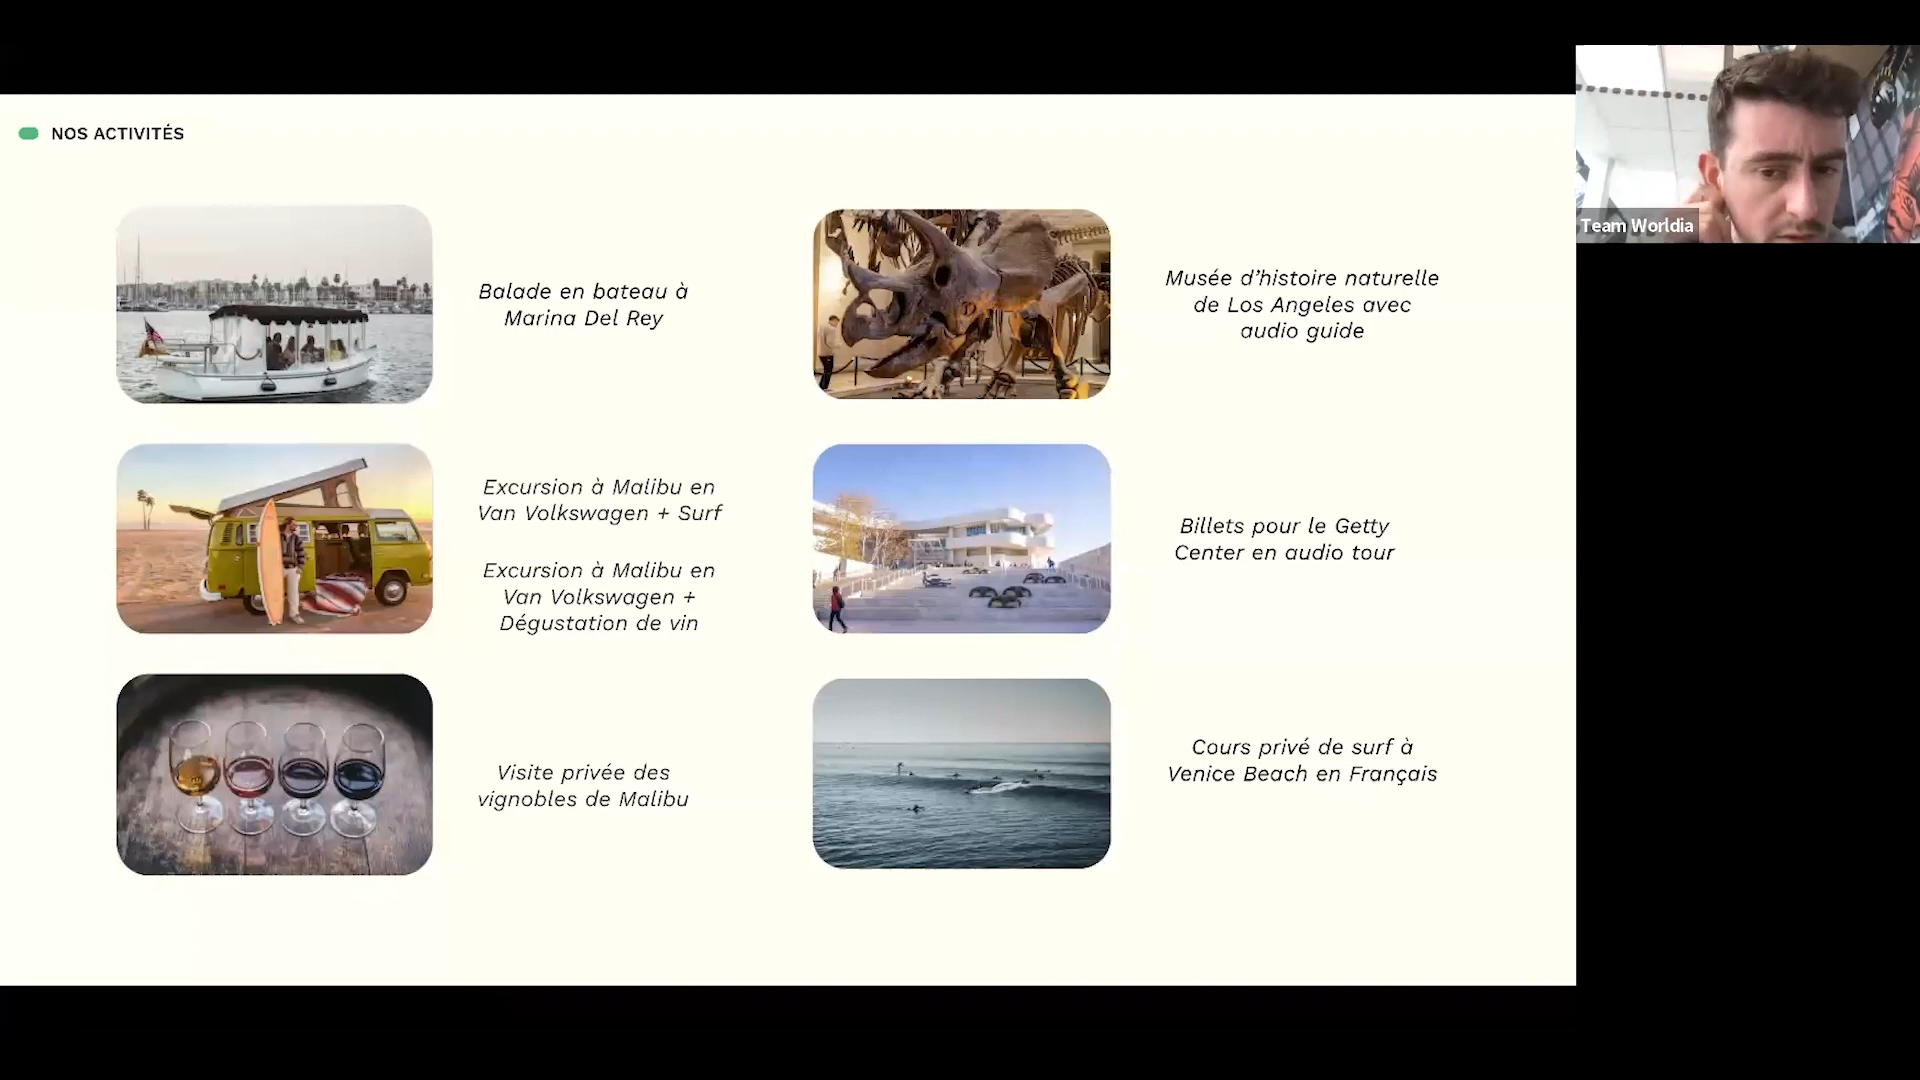 NOS ACTIVITÉS
Balade en bateau à
Marina Del Rey
Excursion à Malibu en
Van Volkswagen + Surf
Excursion à Malibu en
Van Volkswagen +
Dégustation de vin
Visite privée des
vignobles de Malibu
Musée d’histoire naturelle
de Los Angeles avec
audio guide
Billets pour le Getty
Center en audio tour
Cours privé de surf à
Venice Beach en Français
Team Worldia